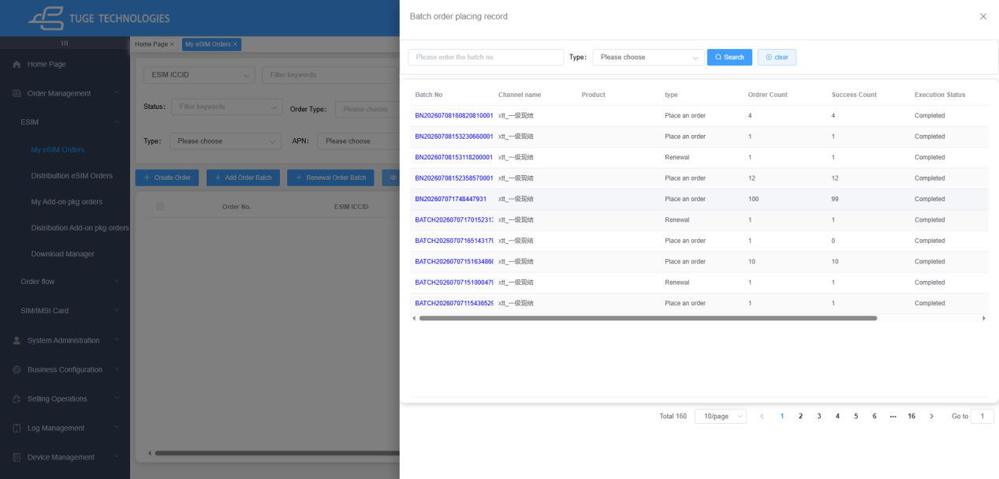 TUGE TECHNOLOGIES
Home Page
Order Management
ESIM
My eSIM Orders
Distribultion eSIM Orders
My Add-on pkg orders
Distribution Add-on pkg orders
Download Manager
Order flow
SIM/IMSI Card
System Administration
Business Configuration
Selling Operations
Log Management
Device Management
Home Page × My eSIM Orders ×
ESIM ICCID Filter keywords
Status: Filter keywords Order Type: Please choose
Type: Please choose APN: Please choose
+ Create Order + Add Order Batch + Renewal Order Batch
Order No. ESIM ICCID
Batch order placing record
Please enter the batch no Type: Please choose Search clear
Batch No Channel name Product type Ordrer Count Success Count Execution Status
BN20260708160820810001 xtt_一级现结 Place an order 4 4 Completed
BN20260708153230660001 xtt_一级现结 Place an order 1 1 Completed
BN20260708153118200001 xtt_一级现结 Renewal 1 1 Completed
BN20260708152358570001 xtt_一级现结 Place an order 12 12 Completed
BN202607071748447931 xtt_一级现结 Place an order 100 99 Completed
BATCH2026070717015231 xtt_一级现结 Renewal 1 1 Completed
BATCH2026070716514317 xtt_一级现结 Place an order 1 0 Completed
BATCH2026070715163486 xtt_一级现结 Place an order 10 10 Completed
BATCH2026070715100047 xtt_一级现结 Renewal 1 1 Completed
BATCH20260707115436529 xtt_一级现结 Place an order 1 1 Completed
Total 160 10/page 1 2 3 4 5 6 ••• 16 Go to 1